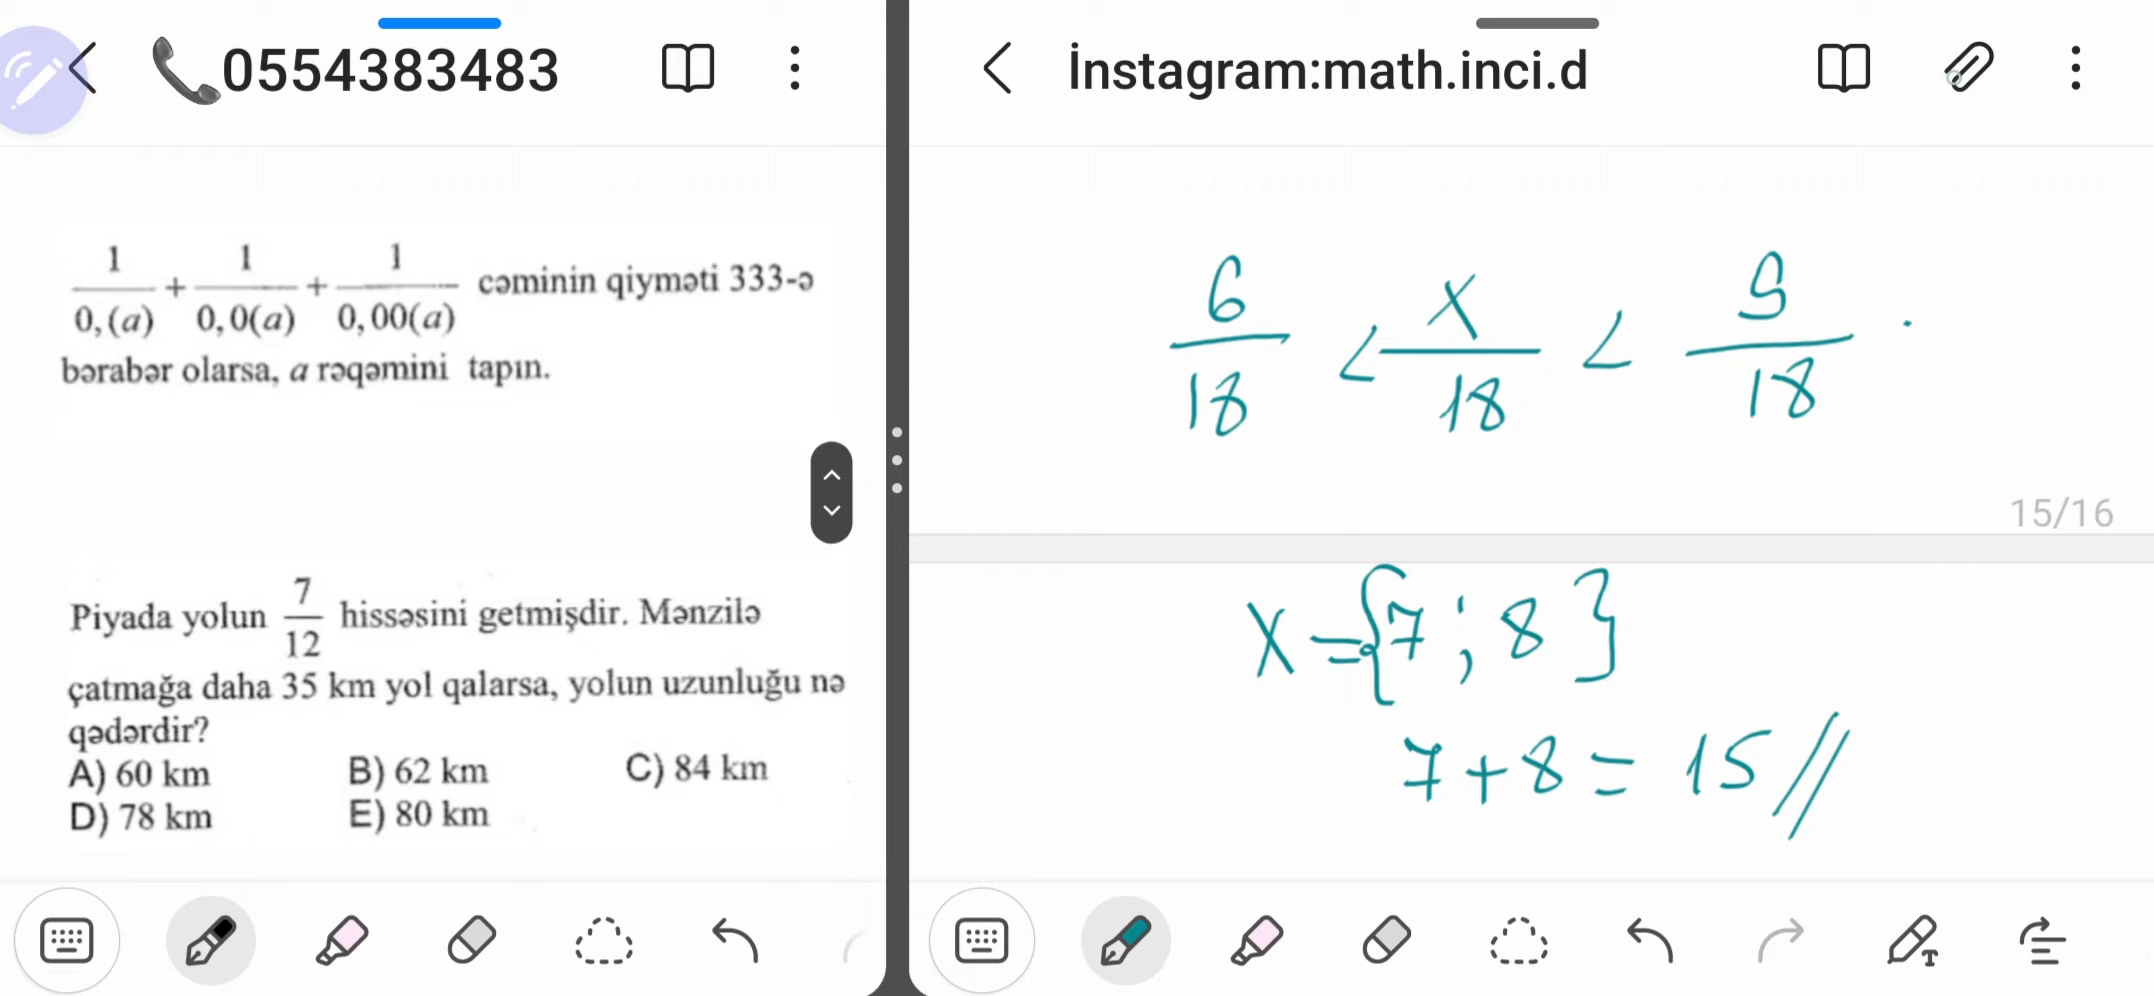 0554383483
1/0,(a) + 1/0,0(a) + 1/0,00(a) cəminin qiyməti 333-ə
bərabər olarsa, a rəqəmini tapın.
Piyada yolun 7/12 hissəsini getmişdir. Mənzilə
çatmağa daha 35 km yol qalarsa, yolun uzunluğu nə
qədərdir?
A) 60 km B) 62 km C) 84 km
D) 78 km E) 80 km
İnstagram:math.inci.d
6/18 < x/18 < 9/18 .
15/16
X={7;8}
7+8=15//